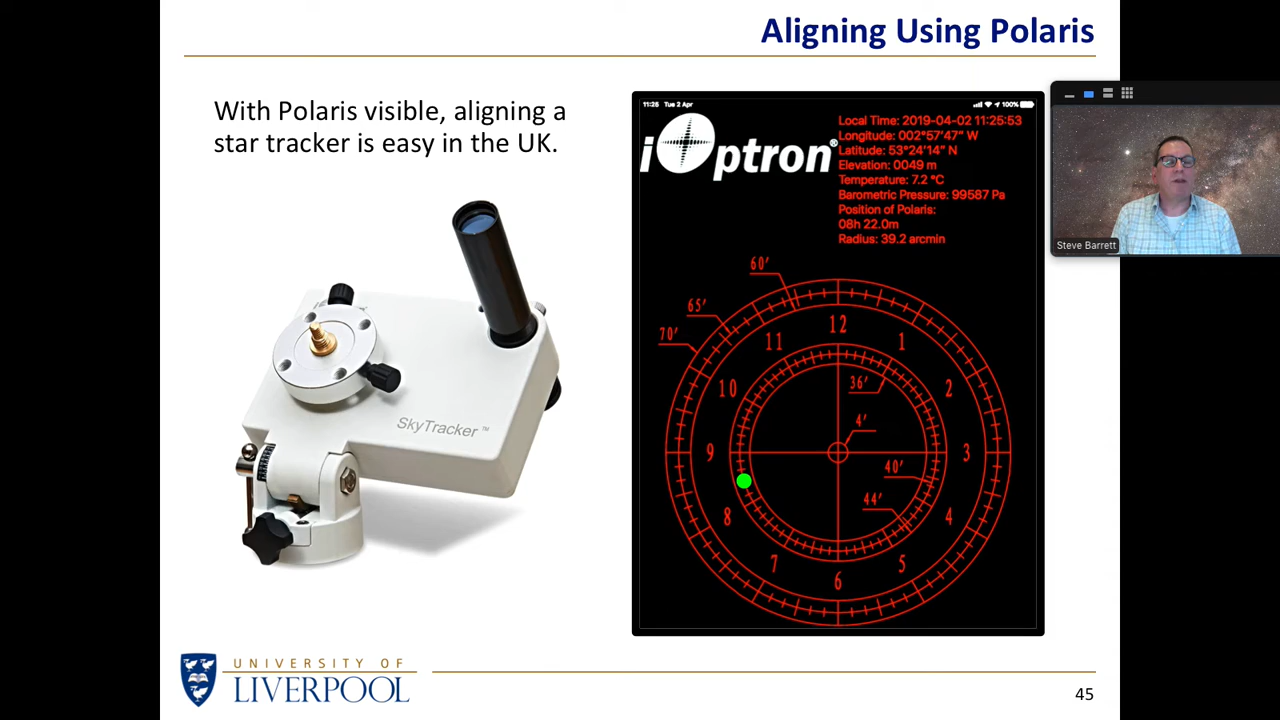 Aligning Using Polaris
With Polaris visible, aligning a
star tracker is easy in the UK.
SkyTracker™
11:25 Tue 2 Apr
100%
iOptron®
Local Time: 2019-04-02 11:25:53
Longitude: 002°57'47" W
Latitude: 53°24'14" N
Elevation: 0049 m
Temperature: 7.2 °C
Barometric Pressure: 99587 Pa
Position of Polaris:
08h 22.0m
Radius: 39.2 arcmin
60'
65'
70'
12
11
1
10
2
36'
4'
9
3
40'
44'
8
4
7
5
6
Steve Barrett
UNIVERSITY OF
LIVERPOOL
45